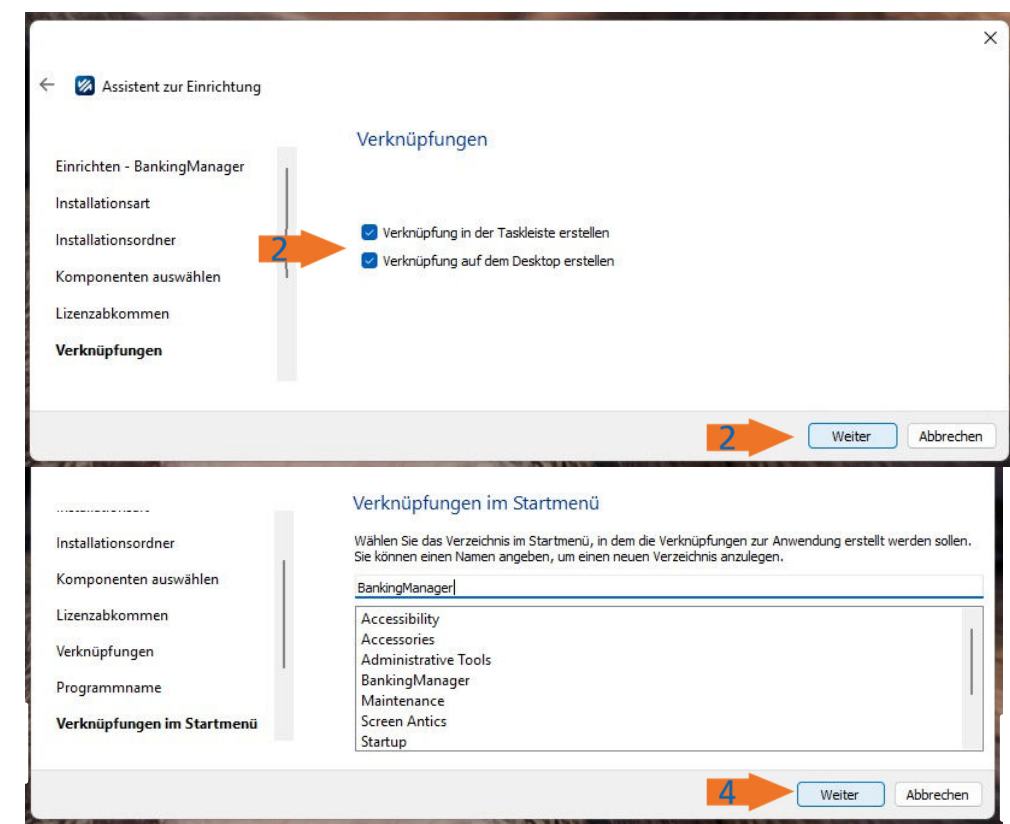 Assistent zur Einrichtung
Verknüpfungen
Einrichten - BankingManager
Installationsart
Installationsordner
Komponenten auswählen
Lizenzabkommen
Verknüpfungen
2
Verknüpfung in der Taskleiste erstellen
Verknüpfung auf dem Desktop erstellen
2
Weiter
Abbrechen
Verknüpfungen im Startmenü
Installationsordner
Komponenten auswählen
Lizenzabkommen
Verknüpfungen
Programmname
Verknüpfungen im Startmenü
Wählen Sie das Verzeichnis im Startmenü, in dem die Verknüpfungen zur Anwendung erstellt werden sollen.
Sie können einen Namen angeben, um einen neuen Verzeichnis anzulegen.
BankingManager
Accessibility
Accessories
Administrative Tools
BankingManager
Maintenance
Screen Antics
Startup
4
Weiter
Abbrechen